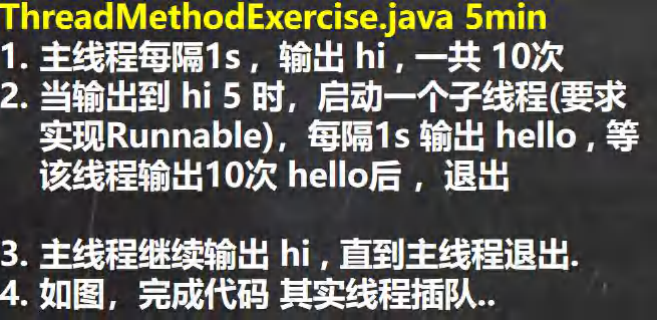 ThreadMethodExercise.java 5min
1. 主线程每隔1s ，输出 hi , 一共 10次
2. 当输出到 hi 5 时，启动一个子线程(要求
实现Runnable)，每隔1s 输出 hello , 等
该线程输出10次 hello后 ，退出
3. 主线程继续输出 hi , 直到主线程退出.
4. 如图，完成代码 其实线程插队..